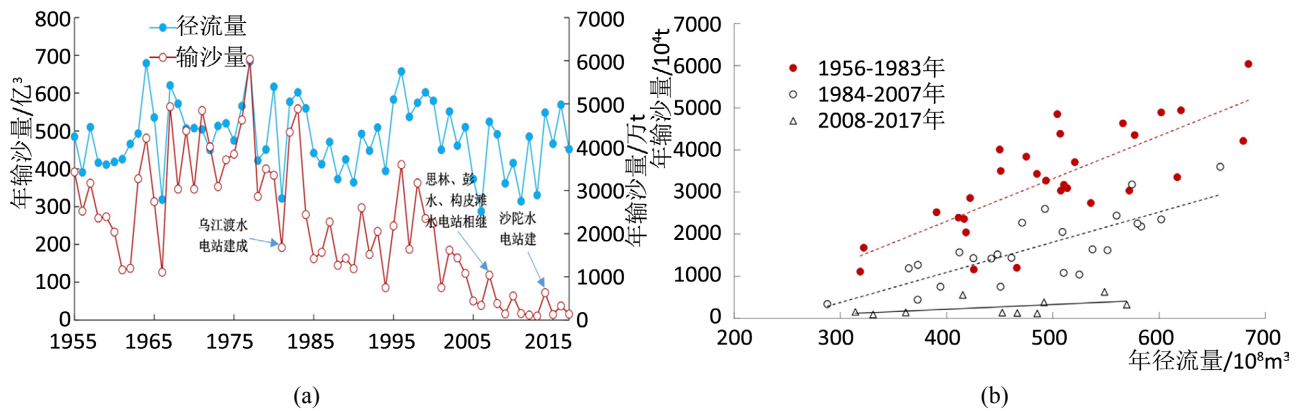 800
700
600
500
400
300
200
100
0
年输沙量/亿³
径流量
输沙量
乌江渡水
电站建成
思林、彭
水、构皮滩
水电站相继
沙陀水
电站建
1955
1965
1975
1985
1995
2005
2015
7000
6000
5000
4000
3000
2000
1000
0
年输沙量/万t
(a)
年输沙量/10⁴t
7000
6000
5000
4000
3000
2000
1000
0
1956-1983年
1984-2007年
2008-2017年
200
300
400
500
600
700
年径流量/10⁸m³
(b)